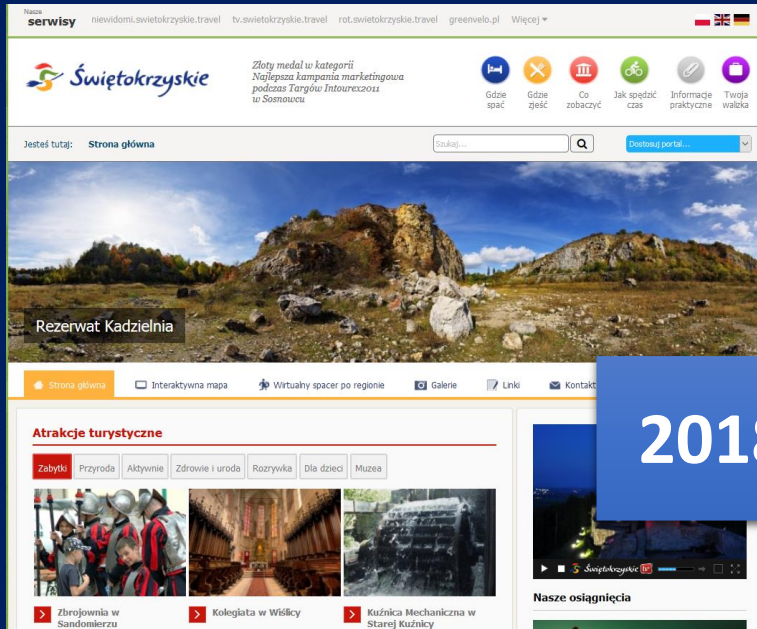 Nasze
serwisy niewidomi.swietokrzyskie.travel tv.swietokrzyskie.travel rot.swietokrzyskie.travel greenvelo.pl Więcej
Świętokrzyskie
Złoty medal w kategorii
Najlepsza kampania marketingowa
podczas Targów Intourex2011
w Sosnowcu
Gdzie
spać
Gdzie
zjeść
Co
zobaczyć
Jak spędzić
czas
Informacje
praktyczne
Twoja
walizka
Jesteś tutaj: Strona główna
Szukaj...
Dostosuj portal...
Rezerwat Kadzielnia
Strona główna Interaktywna mapa Wirtualny spacer po regionie Galerie Linki Kontakt
2018
Atrakcje turystyczne
Zabytki Przyroda Aktywnie Zdrowie i uroda Rozrywka Dla dzieci Muzea
Świętokrzyskie tv
Zbrojownia w
Sandomierzu
Kolegiata w Wiślicy
Kuźnica Mechaniczna w
Starej Kuźnicy
Nasze osiągnięcia